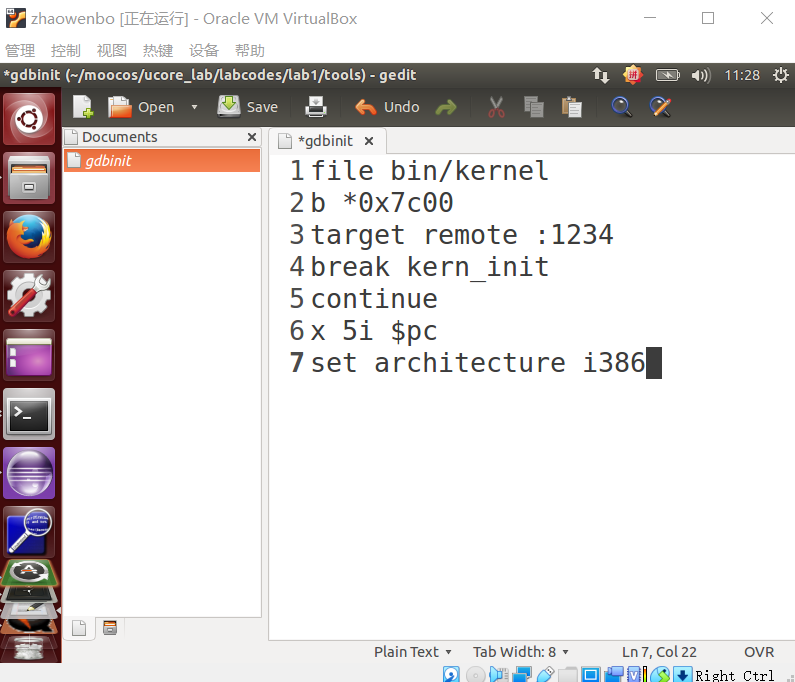 zhaowenbo [正在运行] - Oracle VM VirtualBox
管理 控制 视图 热键 设备 帮助
*gdbinit (~/moocos/ucore_lab/labcodes/lab1/tools) - gedit 11:28
Open Save Undo
Documents
gdbinit
*gdbinit
1 file bin/kernel
2 b *0x7c00
3 target remote :1234
4 break kern_init
5 continue
6 x 5i $pc
7 set architecture i386
Plain Text Tab Width: 8 Ln 7, Col 22 OVR
Right Ctrl